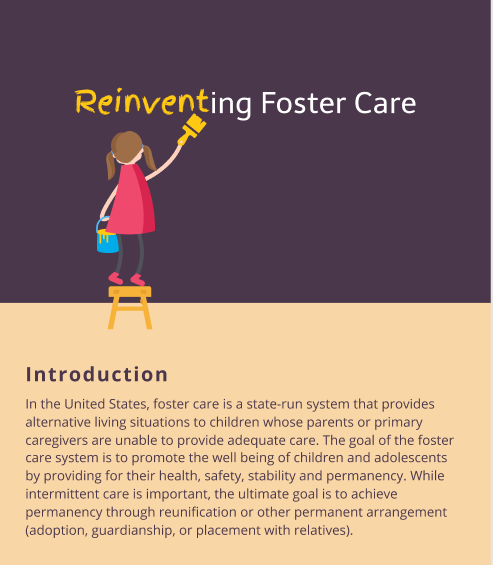 Reinventing Foster Care
Introduction
In the United States, foster care is a state-run system that provides
alternative living situations to children whose parents or primary
caregivers are unable to provide adequate care. The goal of the foster
care system is to promote the well being of children and adolescents
by providing for their health, safety, stability and permanency. While
intermittent care is important, the ultimate goal is to achieve
permanency through reunification or other permanent arrangement
(adoption, guardianship, or placement with relatives).